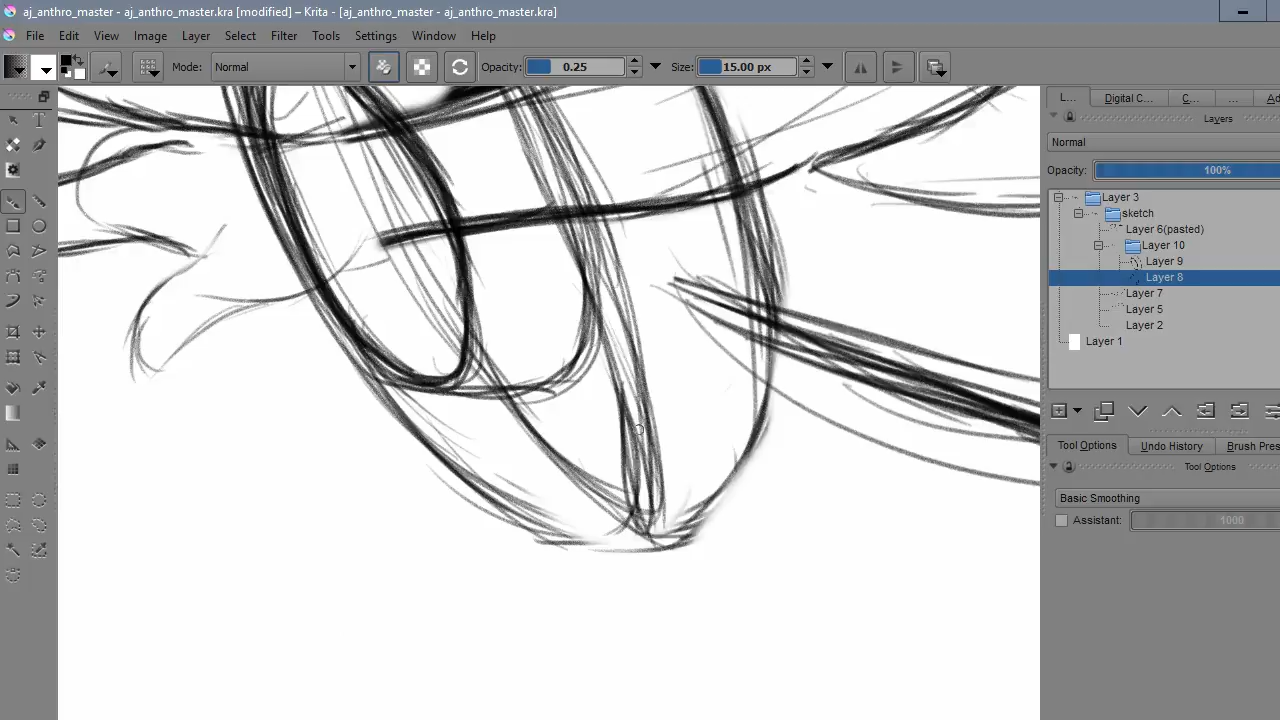 aj_anthro_master - aj_anthro_master.kra [modified] – Krita - [aj_anthro_master - aj_anthro_master.kra]
File Edit View Image Layer Select Filter Tools Settings Window Help
Mode: Normal Opacity: 0.25 Size: 15.00 px
L... Digital C... C... ... Ad
Layers
Normal
Opacity: 100%
Layer 3
sketch
Layer 6(pasted)
Layer 10
Layer 9
Layer 8
Layer 7
Layer 5
Layer 2
Layer 1
Tool Options Undo History Brush Pres
Tool Options
Basic Smoothing
Assistant: 1000